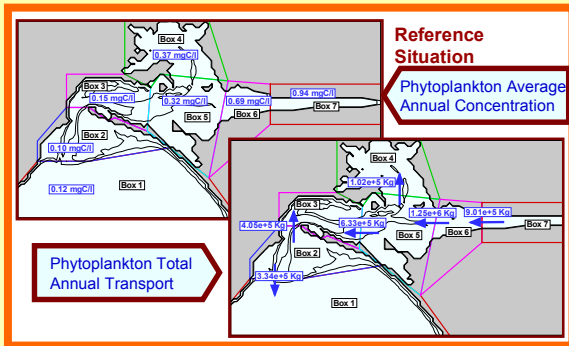 Reference
Situation
Phytoplankton Average
Annual Concentration
Box 4
0.37 mgC/l
Box 3
0.15 mgC/l
0.32 mgC/l
0.69 mgC/l
0.94 mgC/l
Box 7
Box 6
Box 5
Box 2
0.10 mgC/l
0.12 mgC/l
Box 1
Phytoplankton Total
Annual Transport
Box 4
1.02e+5 Kg
Box 3
4.05e+5 Kg
6.33e+5 Kg
1.25e+6 Kg
9.01e+5 Kg
Box 7
Box 6
Box 5
Box 2
3.34e+5 Kg
Box 1